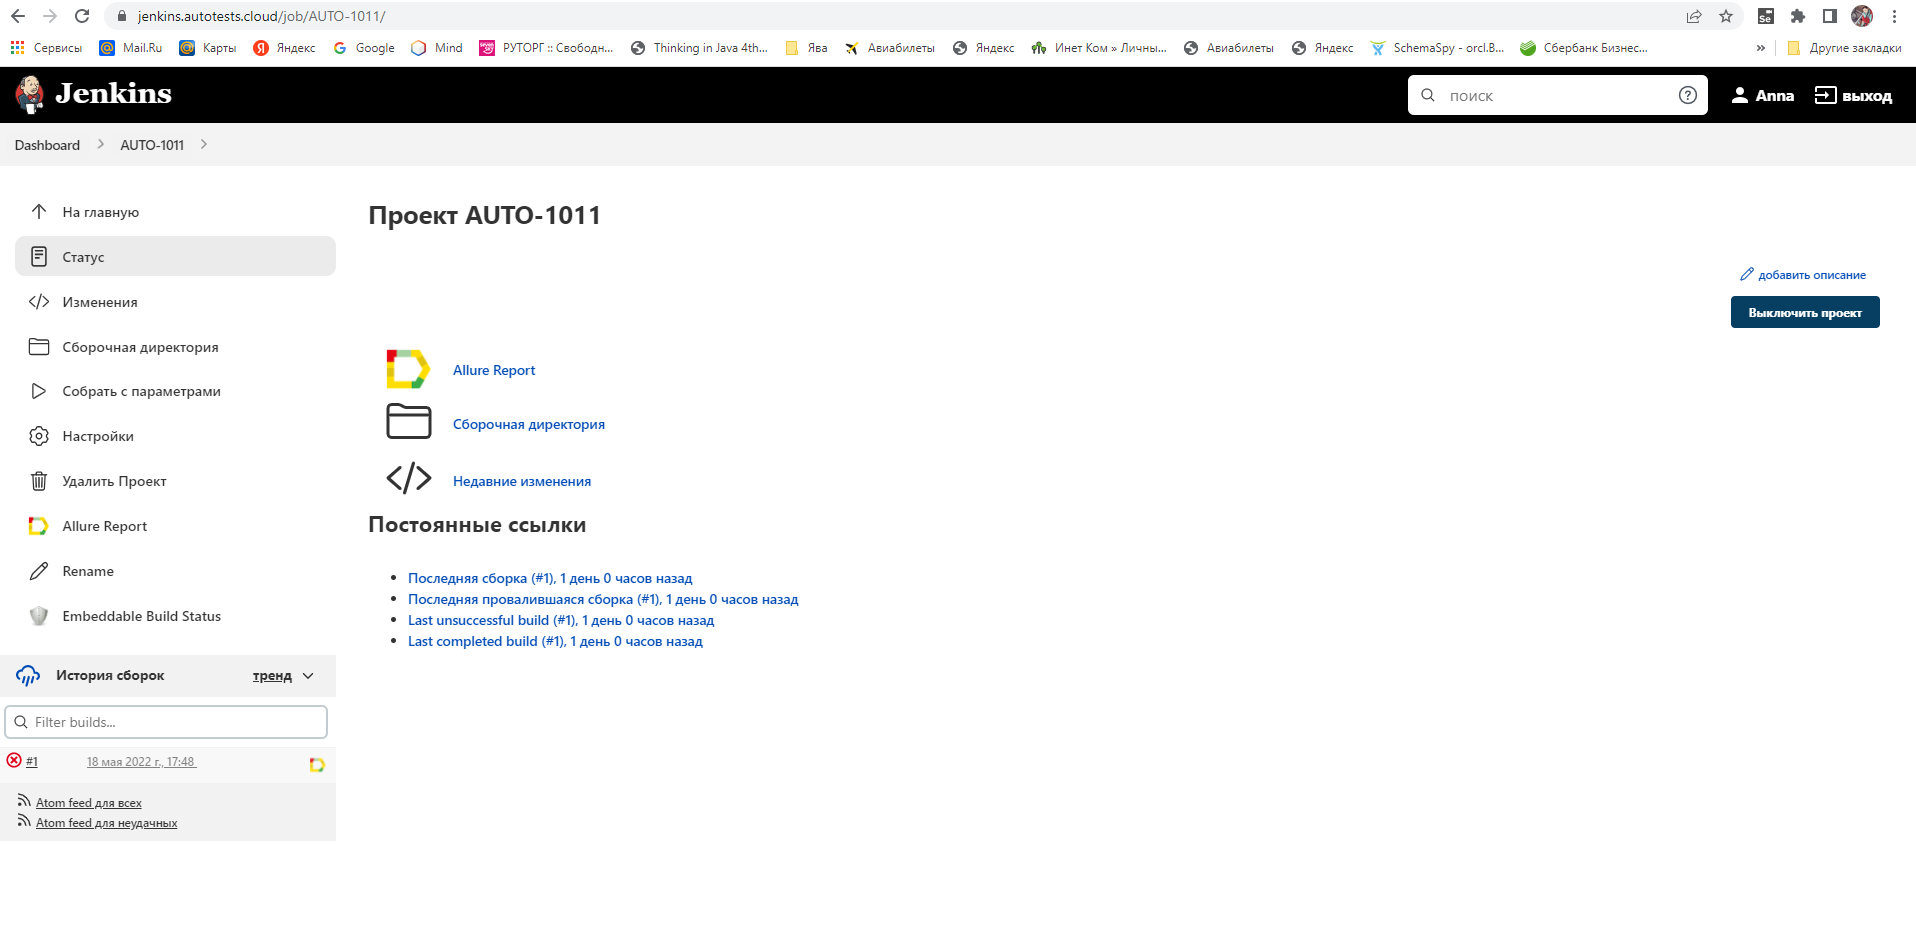 jenkins.autotests.cloud/job/AUTO-1011/
Сервисы Mail.Ru Карты Яндекс Google Mind РУТОРГ :: Свободн... Thinking in Java 4th... Ява Авиабилеты Яндекс Инет Ком » Личны... Авиабилеты Яндекс SchemaSpy - orcl.B... Сбербанк Бизнес... » Другие закладки
Jenkins поиск Anna выход
Dashboard AUTO-1011
На главную
Статус
Изменения
Сборочная директория
Собрать с параметрами
Настройки
Удалить Проект
Allure Report
Rename
Embeddable Build Status
История сборок тренд
Filter builds...
#1 18 мая 2022 г., 17:48
Atom feed для всех
Atom feed для неудачных
Проект AUTO-1011
добавить описание
Выключить проект
Allure Report
Сборочная директория
Недавние изменения
Постоянные ссылки
Последняя сборка (#1), 1 день 0 часов назад
Последняя провалившаяся сборка (#1), 1 день 0 часов назад
Last unsuccessful build (#1), 1 день 0 часов назад
Last completed build (#1), 1 день 0 часов назад